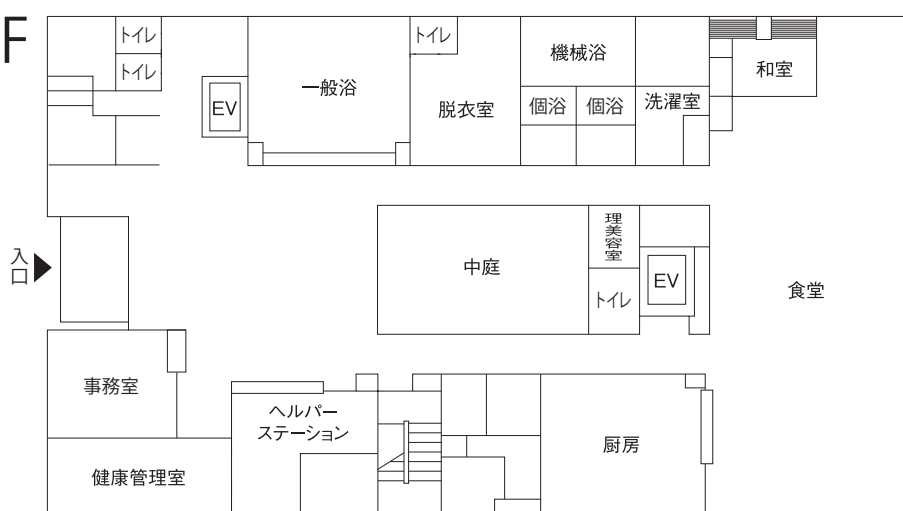 F
トイレ
トイレ
EV
一般浴
トイレ
脱衣室
機械浴
個浴
個浴
洗濯室
和室
入口
中庭
理美容室
トイレ
EV
食堂
事務室
健康管理室
ヘルパー
ステーション
厨房